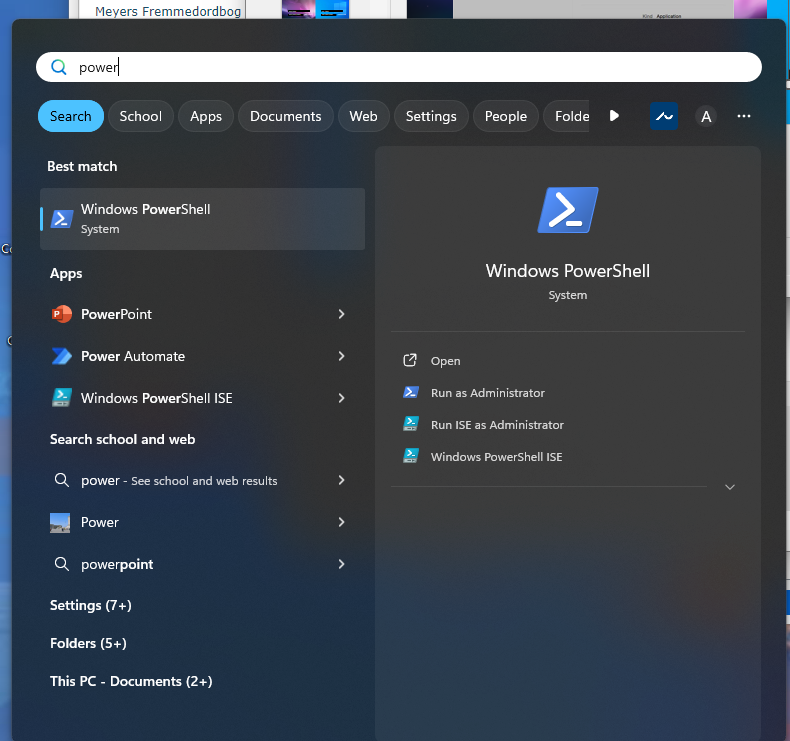 Meyers Fremmedordbog
Kind Application
power
Search School Apps Documents Web Settings People Folde A
Best match
Windows PowerShell
System
Apps
PowerPoint
Power Automate
Windows PowerShell ISE
Search school and web
power - See school and web results
Power
powerpoint
Settings (7+)
Folders (5+)
This PC - Documents (2+)
Windows PowerShell
System
Open
Run as Administrator
Run ISE as Administrator
Windows PowerShell ISE